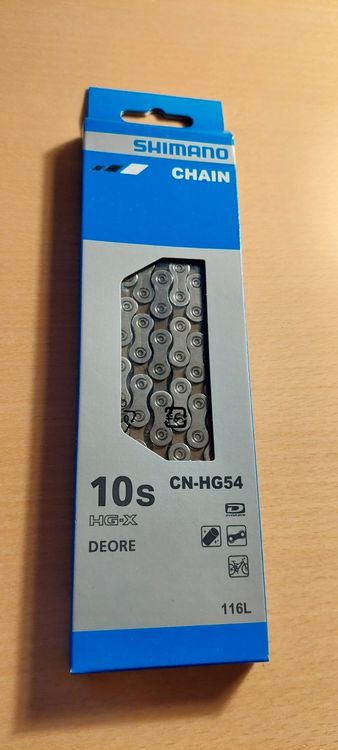 SHIMANO
CHAIN
10s
CN-HG54
HG-X
DEORE
116L